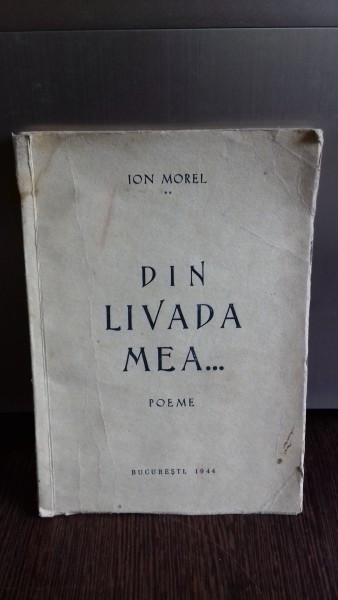 ION MOREL
**
DIN
LIVADA
MEA...
POEME
BUCUREȘTI, 1944